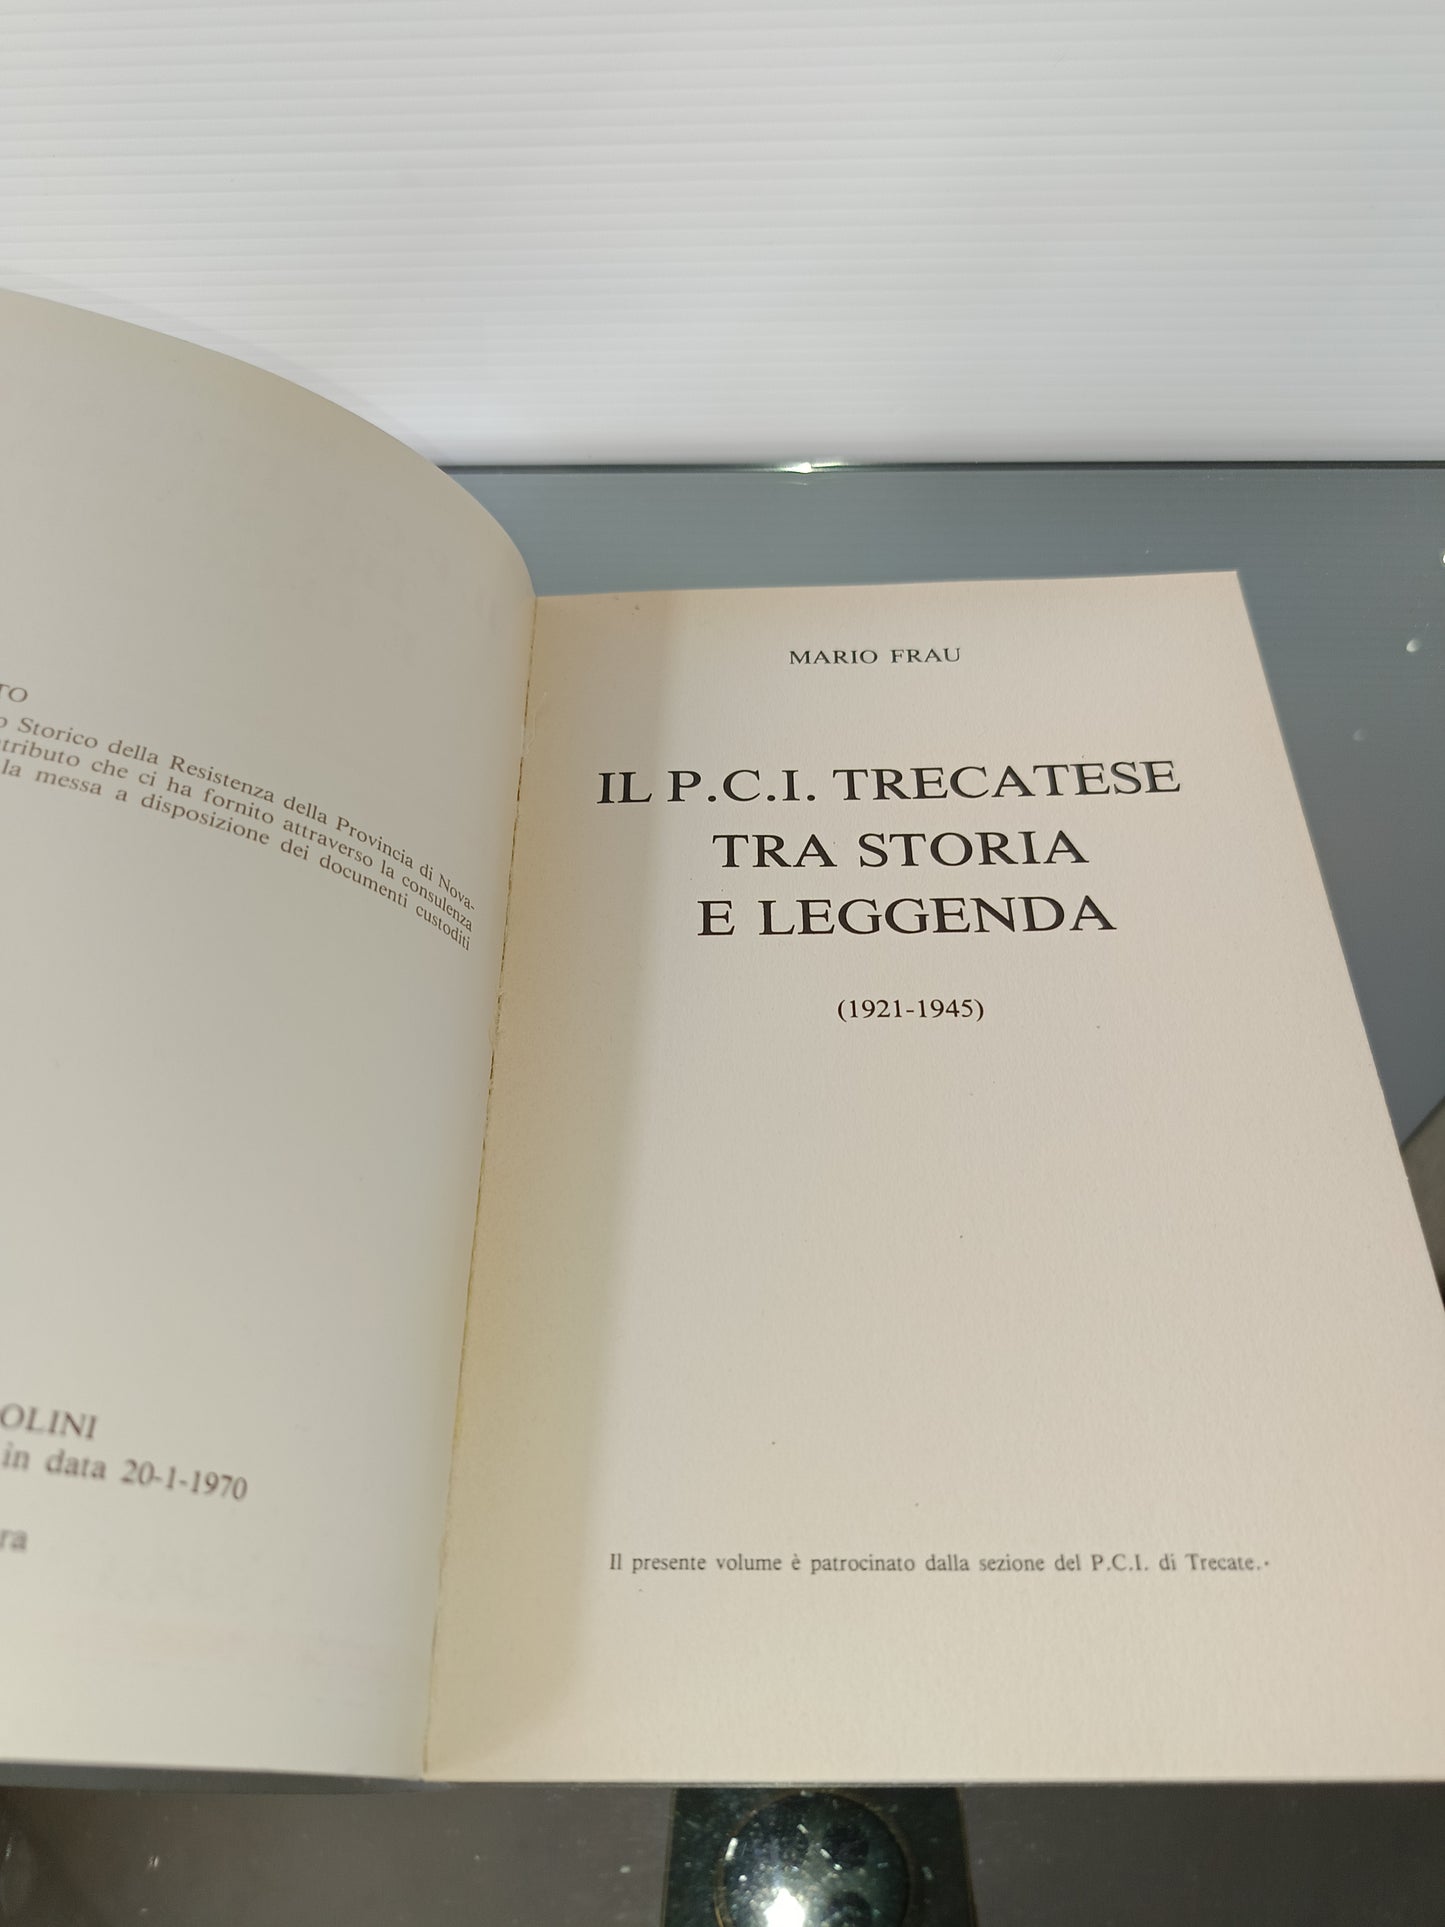 TO
Storico della Resistenza della Provincia di Nova-
tributo che ci ha fornito attraverso la consulenza
la messa a disposizione dei documenti custoditi
OLINI
in data 20-1-1970
ra
MARIO FRAU
IL P.C.I. TRECATESE
TRA STORIA
E LEGGENDA
(1921-1945)
Il presente volume è patrocinato dalla sezione del P.C.I. di Trecate.